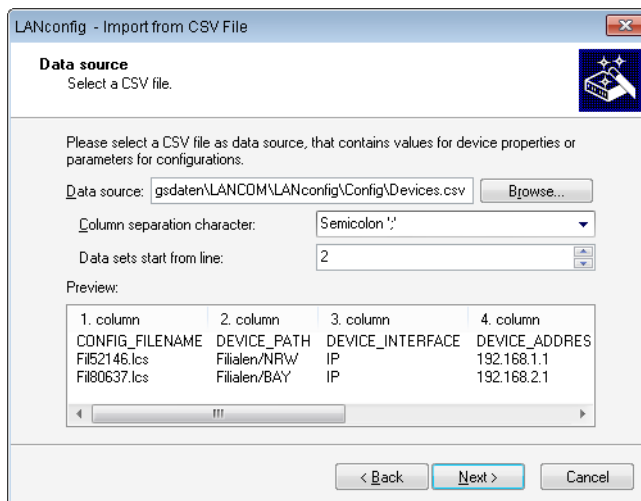 LANconfig - Import from CSV File
Data source
Select a CSV file.
Please select a CSV file as data source, that contains values for device properties or
parameters for configurations.
Data source: gsdaten\LANCOM\LANconfig\Config\Devices.csv Browse...
Column separation character: Semicolon ';'
Data sets start from line: 2
Preview:
1. column 2. column 3. column 4. column
CONFIG_FILENAME DEVICE_PATH DEVICE_INTERFACE DEVICE_ADDRES
Fil52146.lcs Filialen/NRW IP 192.168.1.1
Fil80637.lcs Filialen/BAY IP 192.168.2.1
< Back Next > Cancel